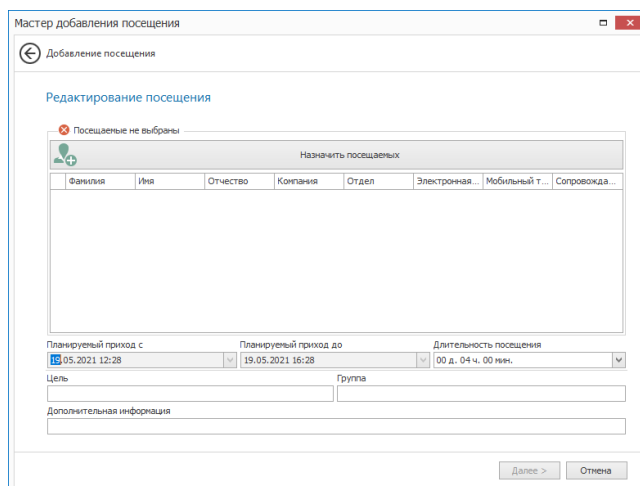 Мастер добавления посещения
Добавление посещения
Редактирование посещения
Посещаемые не выбраны
Назначить посещаемых
Фамилия Имя Отчество Компания Отдел Электронная... Мобильный т... Сопровожда...
Планируемый приход с Планируемый приход до Длительность посещения
19.05.2021 12:28 19.05.2021 16:28 00 д. 04 ч. 00 мин.
Цель Группа
Дополнительная информация
Далее > Отмена